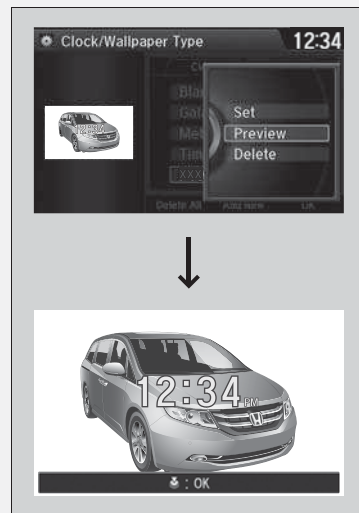 Clock/Wallpaper Type 12:34
Set
Preview
Delete
Delete All
12:34 PM
: OK